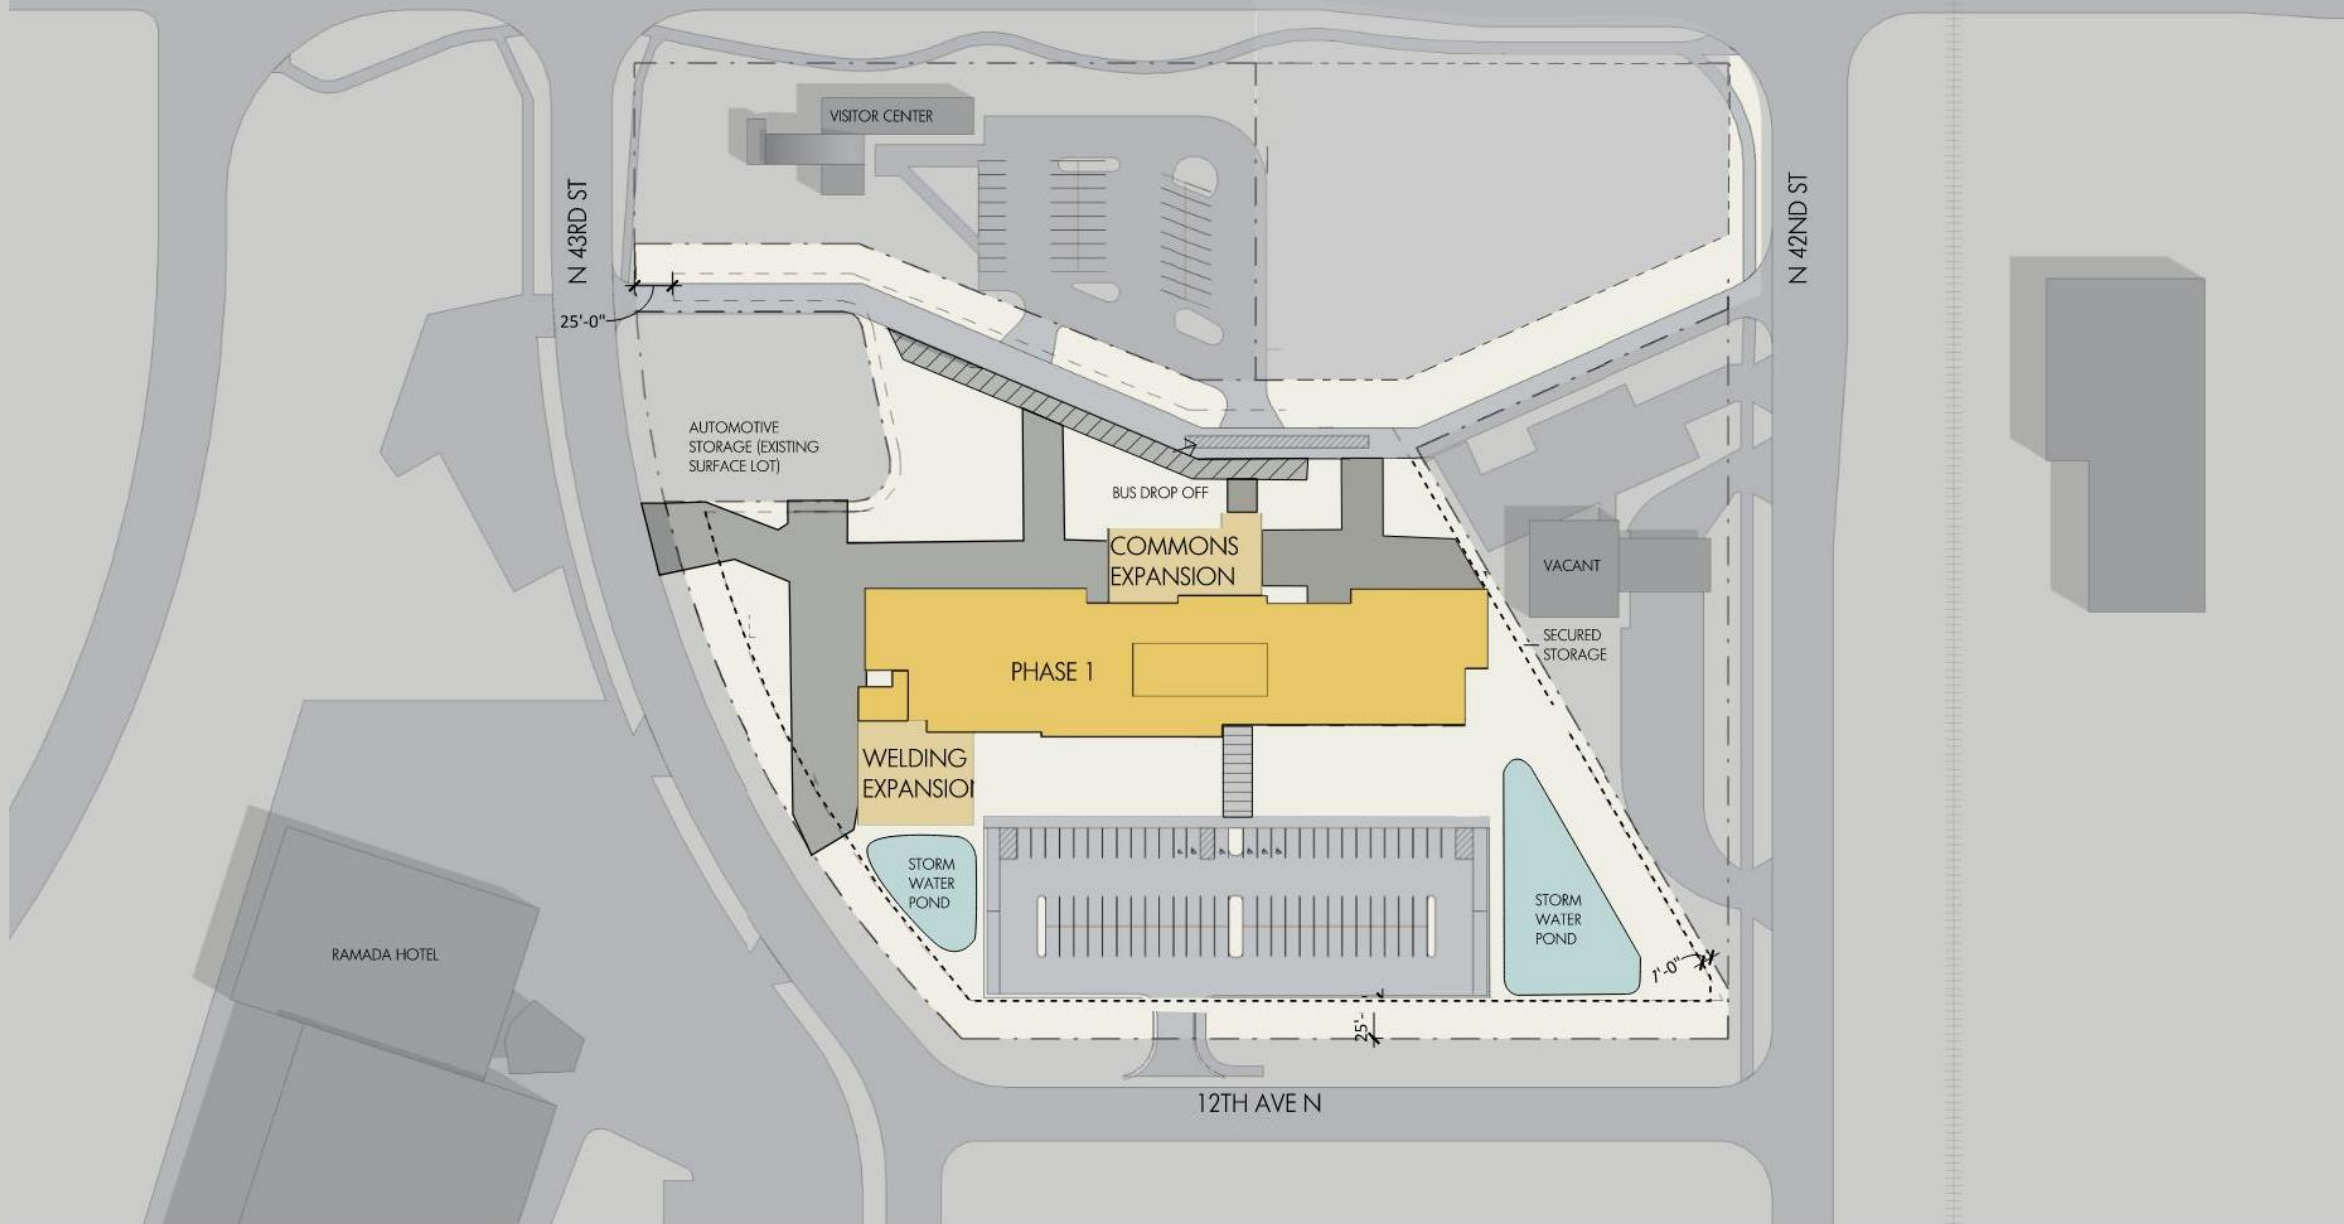 VISITOR CENTER
N 43RD ST
N 42ND ST
25'-0"
AUTOMOTIVE
STORAGE (EXISTING
SURFACE LOT)
BUS DROP OFF
COMMONS
EXPANSION
VACANT
SECURED
STORAGE
PHASE 1
WELDING
EXPANSION
STORM
WATER
POND
STORM
WATER
POND
RAMADA HOTEL
1'-0"
25'-
12TH AVE N